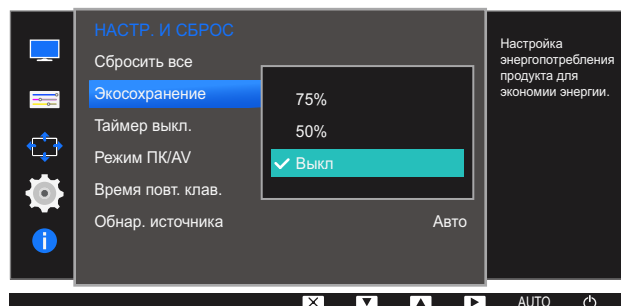 НАСТР. И СБРОС
Сбросить все
Экосохранение
Таймер выкл.
Режим ПК/AV
Время повт. клав.
Обнар. источника
Авто
75%
50%
Выкл
Настройка
энергопотребления
продукта для
экономии энергии.
AUTO